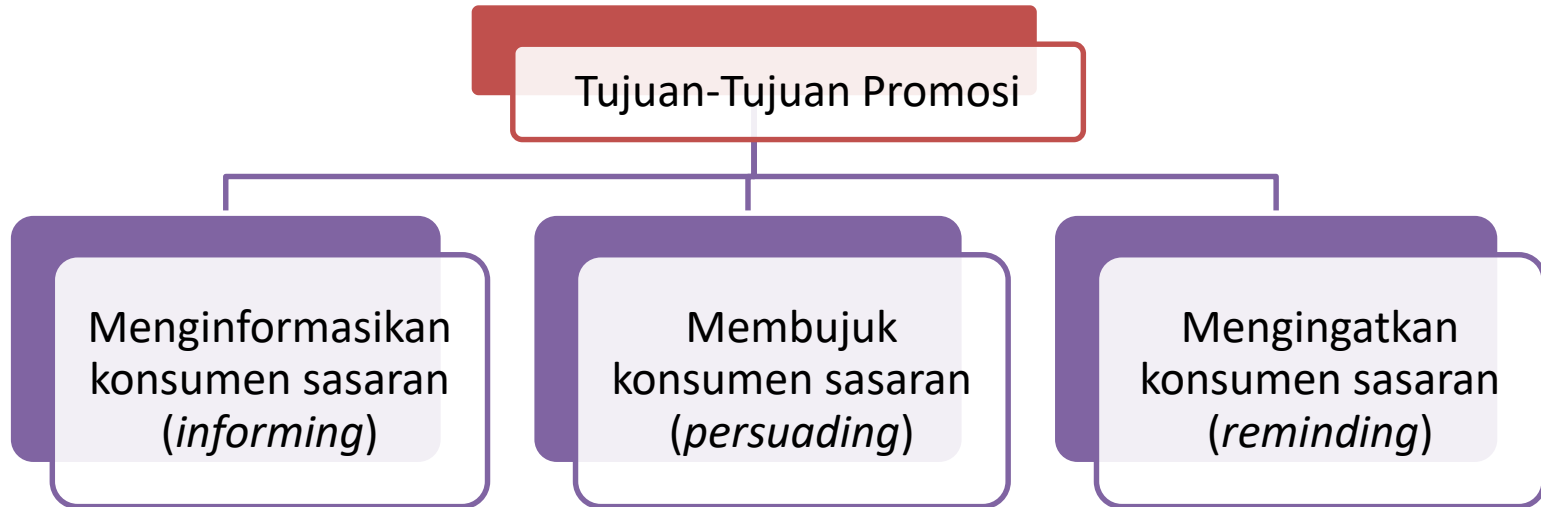 Tujuan-Tujuan Promosi
Menginformasikan
konsumen sasaran
(informing)
Membujuk
konsumen sasaran
(persuading)
Mengingatkan
konsumen sasaran
(reminding)